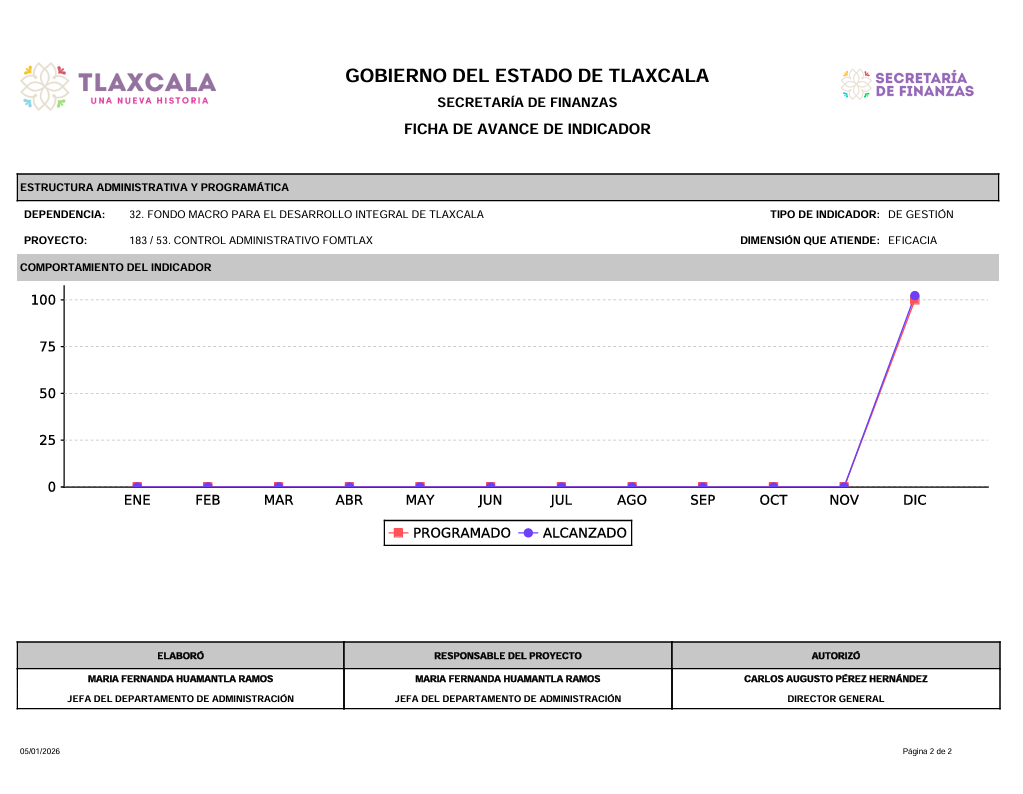 TLAXCALA
UNA NUEVA HISTORIA
GOBIERNO DEL ESTADO DE TLAXCALA
SECRETARÍA DE FINANZAS
FICHA DE AVANCE DE INDICADOR
SECRETARÍA
DE FINANZAS
ESTRUCTURA ADMINISTRATIVA Y PROGRAMÁTICA
DEPENDENCIA: 32. FONDO MACRO PARA EL DESARROLLO INTEGRAL DE TLAXCALA TIPO DE INDICADOR: DE GESTIÓN
PROYECTO: 183 / 53. CONTROL ADMINISTRATIVO FOMTLAX DIMENSIÓN QUE ATIENDE: EFICACIA
COMPORTAMIENTO DEL INDICADOR
100
75
50
25
0
ENE FEB MAR ABR MAY JUN JUL AGO SEP OCT NOV DIC
PROGRAMADO ALCANZADO
ELABORÓ RESPONSABLE DEL PROYECTO AUTORIZÓ
MARIA FERNANDA HUAMANTLA RAMOS MARIA FERNANDA HUAMANTLA RAMOS CARLOS AUGUSTO PÉREZ HERNÁNDEZ
JEFA DEL DEPARTAMENTO DE ADMINISTRACIÓN JEFA DEL DEPARTAMENTO DE ADMINISTRACIÓN DIRECTOR GENERAL
05/01/2026 Página 2 de 2